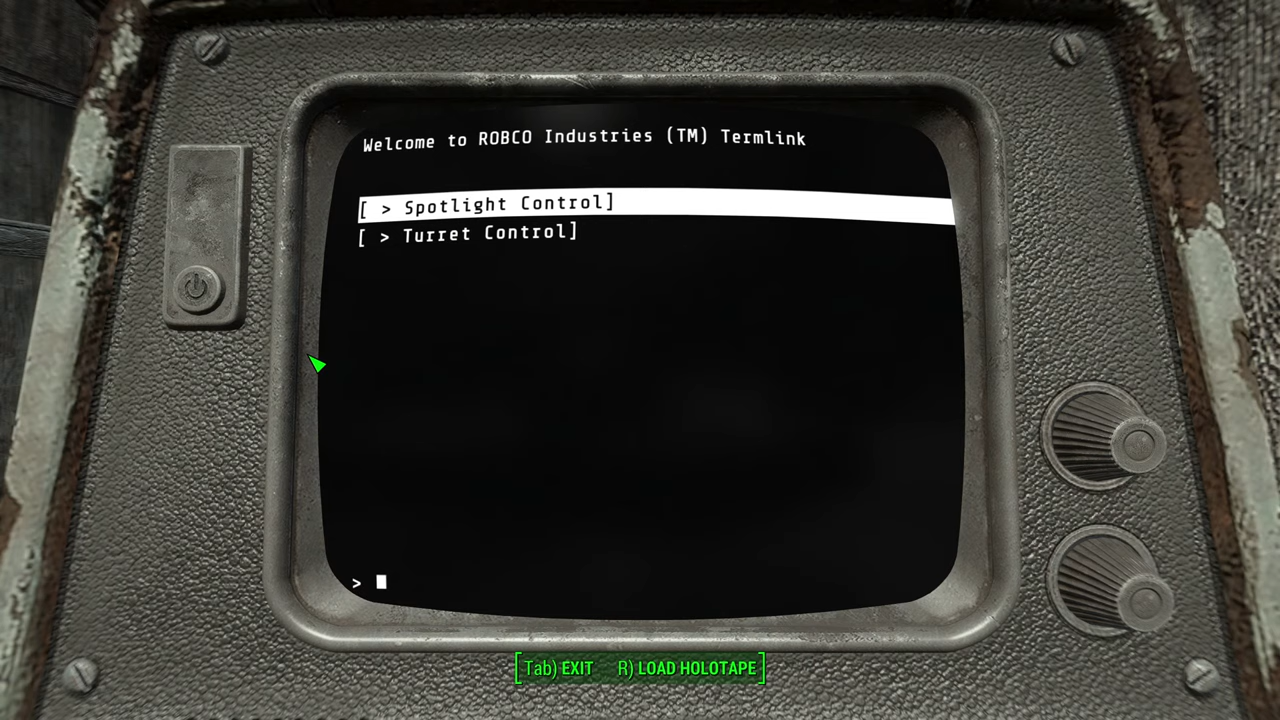 Welcome to ROBCO Industries (TM) Termlink
[ > Spotlight Control]
[ > Turret Control]
>
Tab) EXIT R) LOAD HOLOTAPE